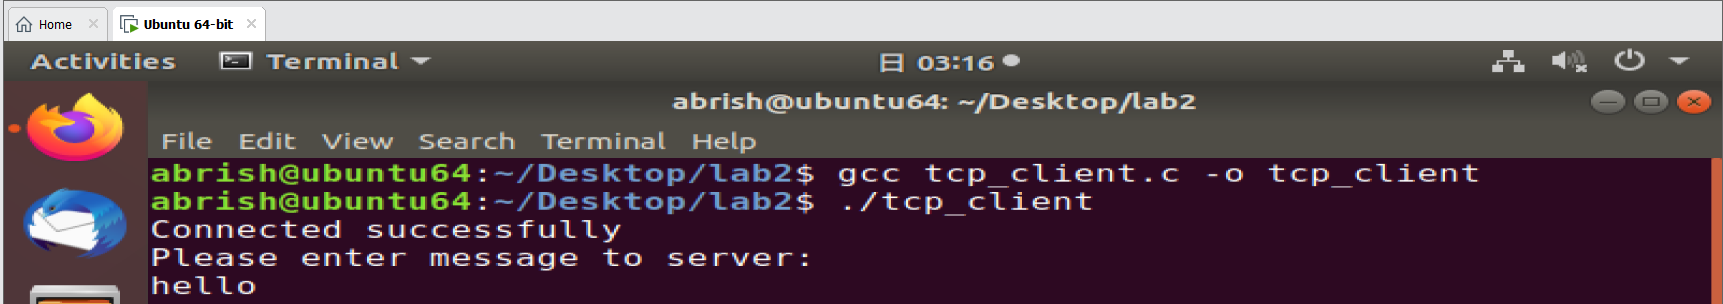 Home
Ubuntu 64-bit
Activities Terminal 日 03:16
abrish@ubuntu64: ~/Desktop/lab2
File Edit View Search Terminal Help
abrish@ubuntu64:~/Desktop/lab2$ gcc tcp_client.c -o tcp_client
abrish@ubuntu64:~/Desktop/lab2$ ./tcp_client
Connected successfully
Please enter message to server:
hello